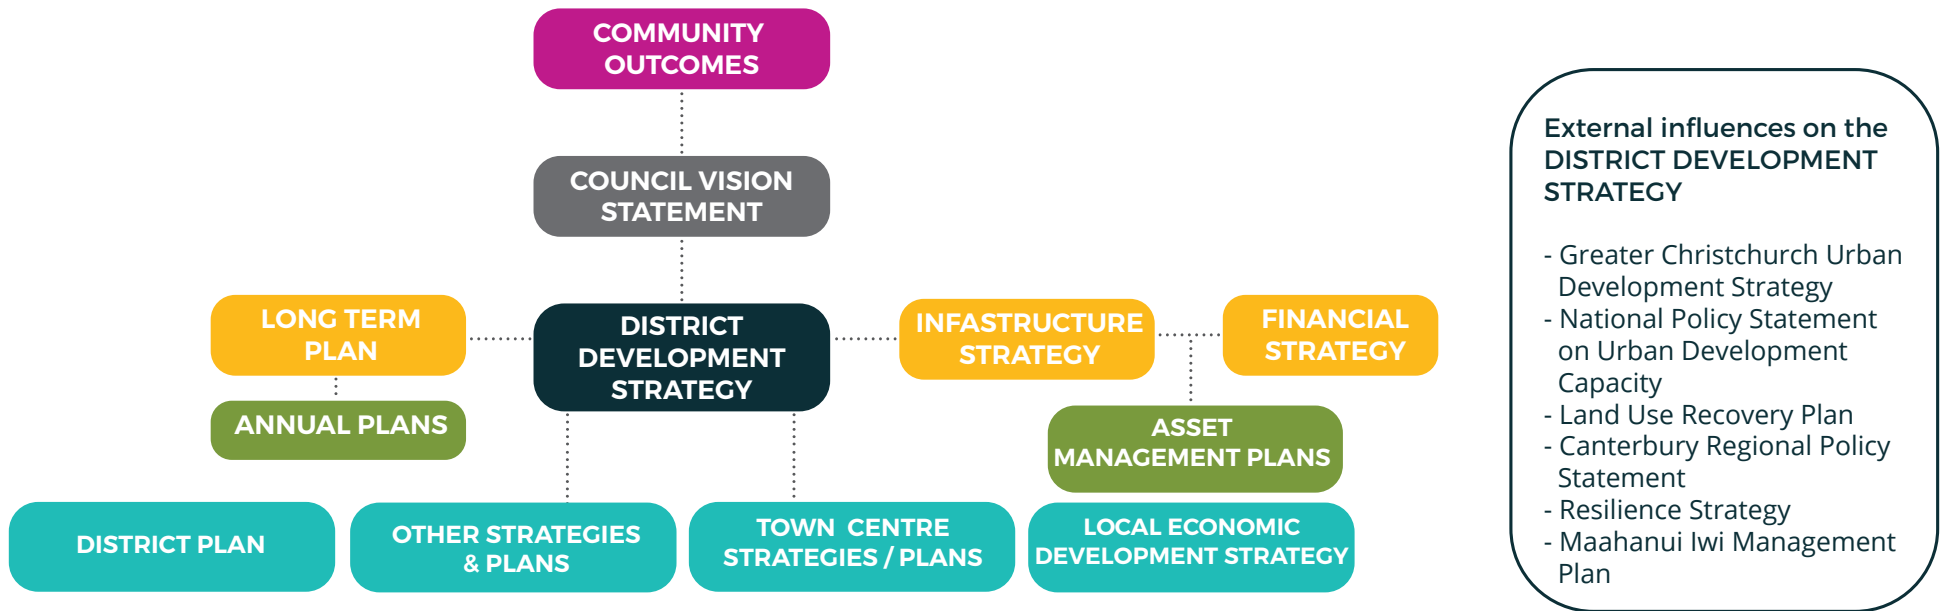 COMMUNITY
OUTCOMES
COUNCIL VISION
STATEMENT
LONG TERM
PLAN
DISTRICT
DEVELOPMENT
STRATEGY
INFASTRUCTURE
STRATEGY
FINANCIAL
STRATEGY
ANNUAL PLANS
ASSET
MANAGEMENT PLANS
DISTRICT PLAN
OTHER STRATEGIES
& PLANS
TOWN CENTRE
STRATEGIES / PLANS
LOCAL ECONOMIC
DEVELOPMENT STRATEGY
External influences on the
DISTRICT DEVELOPMENT
STRATEGY
- Greater Christchurch Urban
Development Strategy
- National Policy Statement
on Urban Development
Capacity
- Land Use Recovery Plan
- Canterbury Regional Policy
Statement
- Resilience Strategy
- Maahanui Iwi Management
Plan